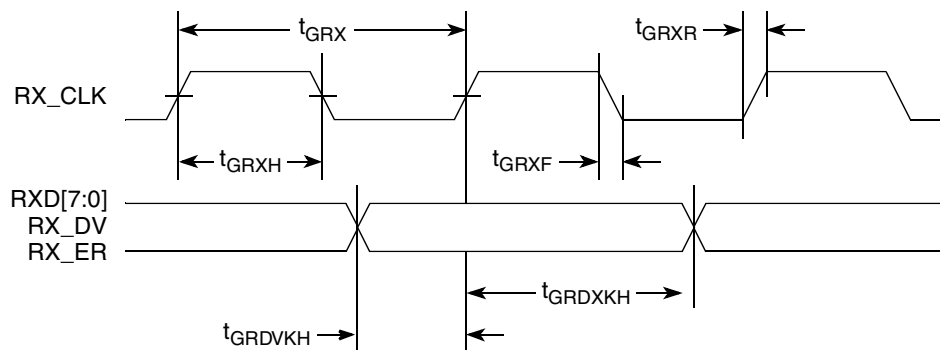 tGRX
tGRXR
RX_CLK
tGRXH
tGRXF
RXD[7:0]
RX_DV
RX_ER
tGRDXKH
tGRDVKH